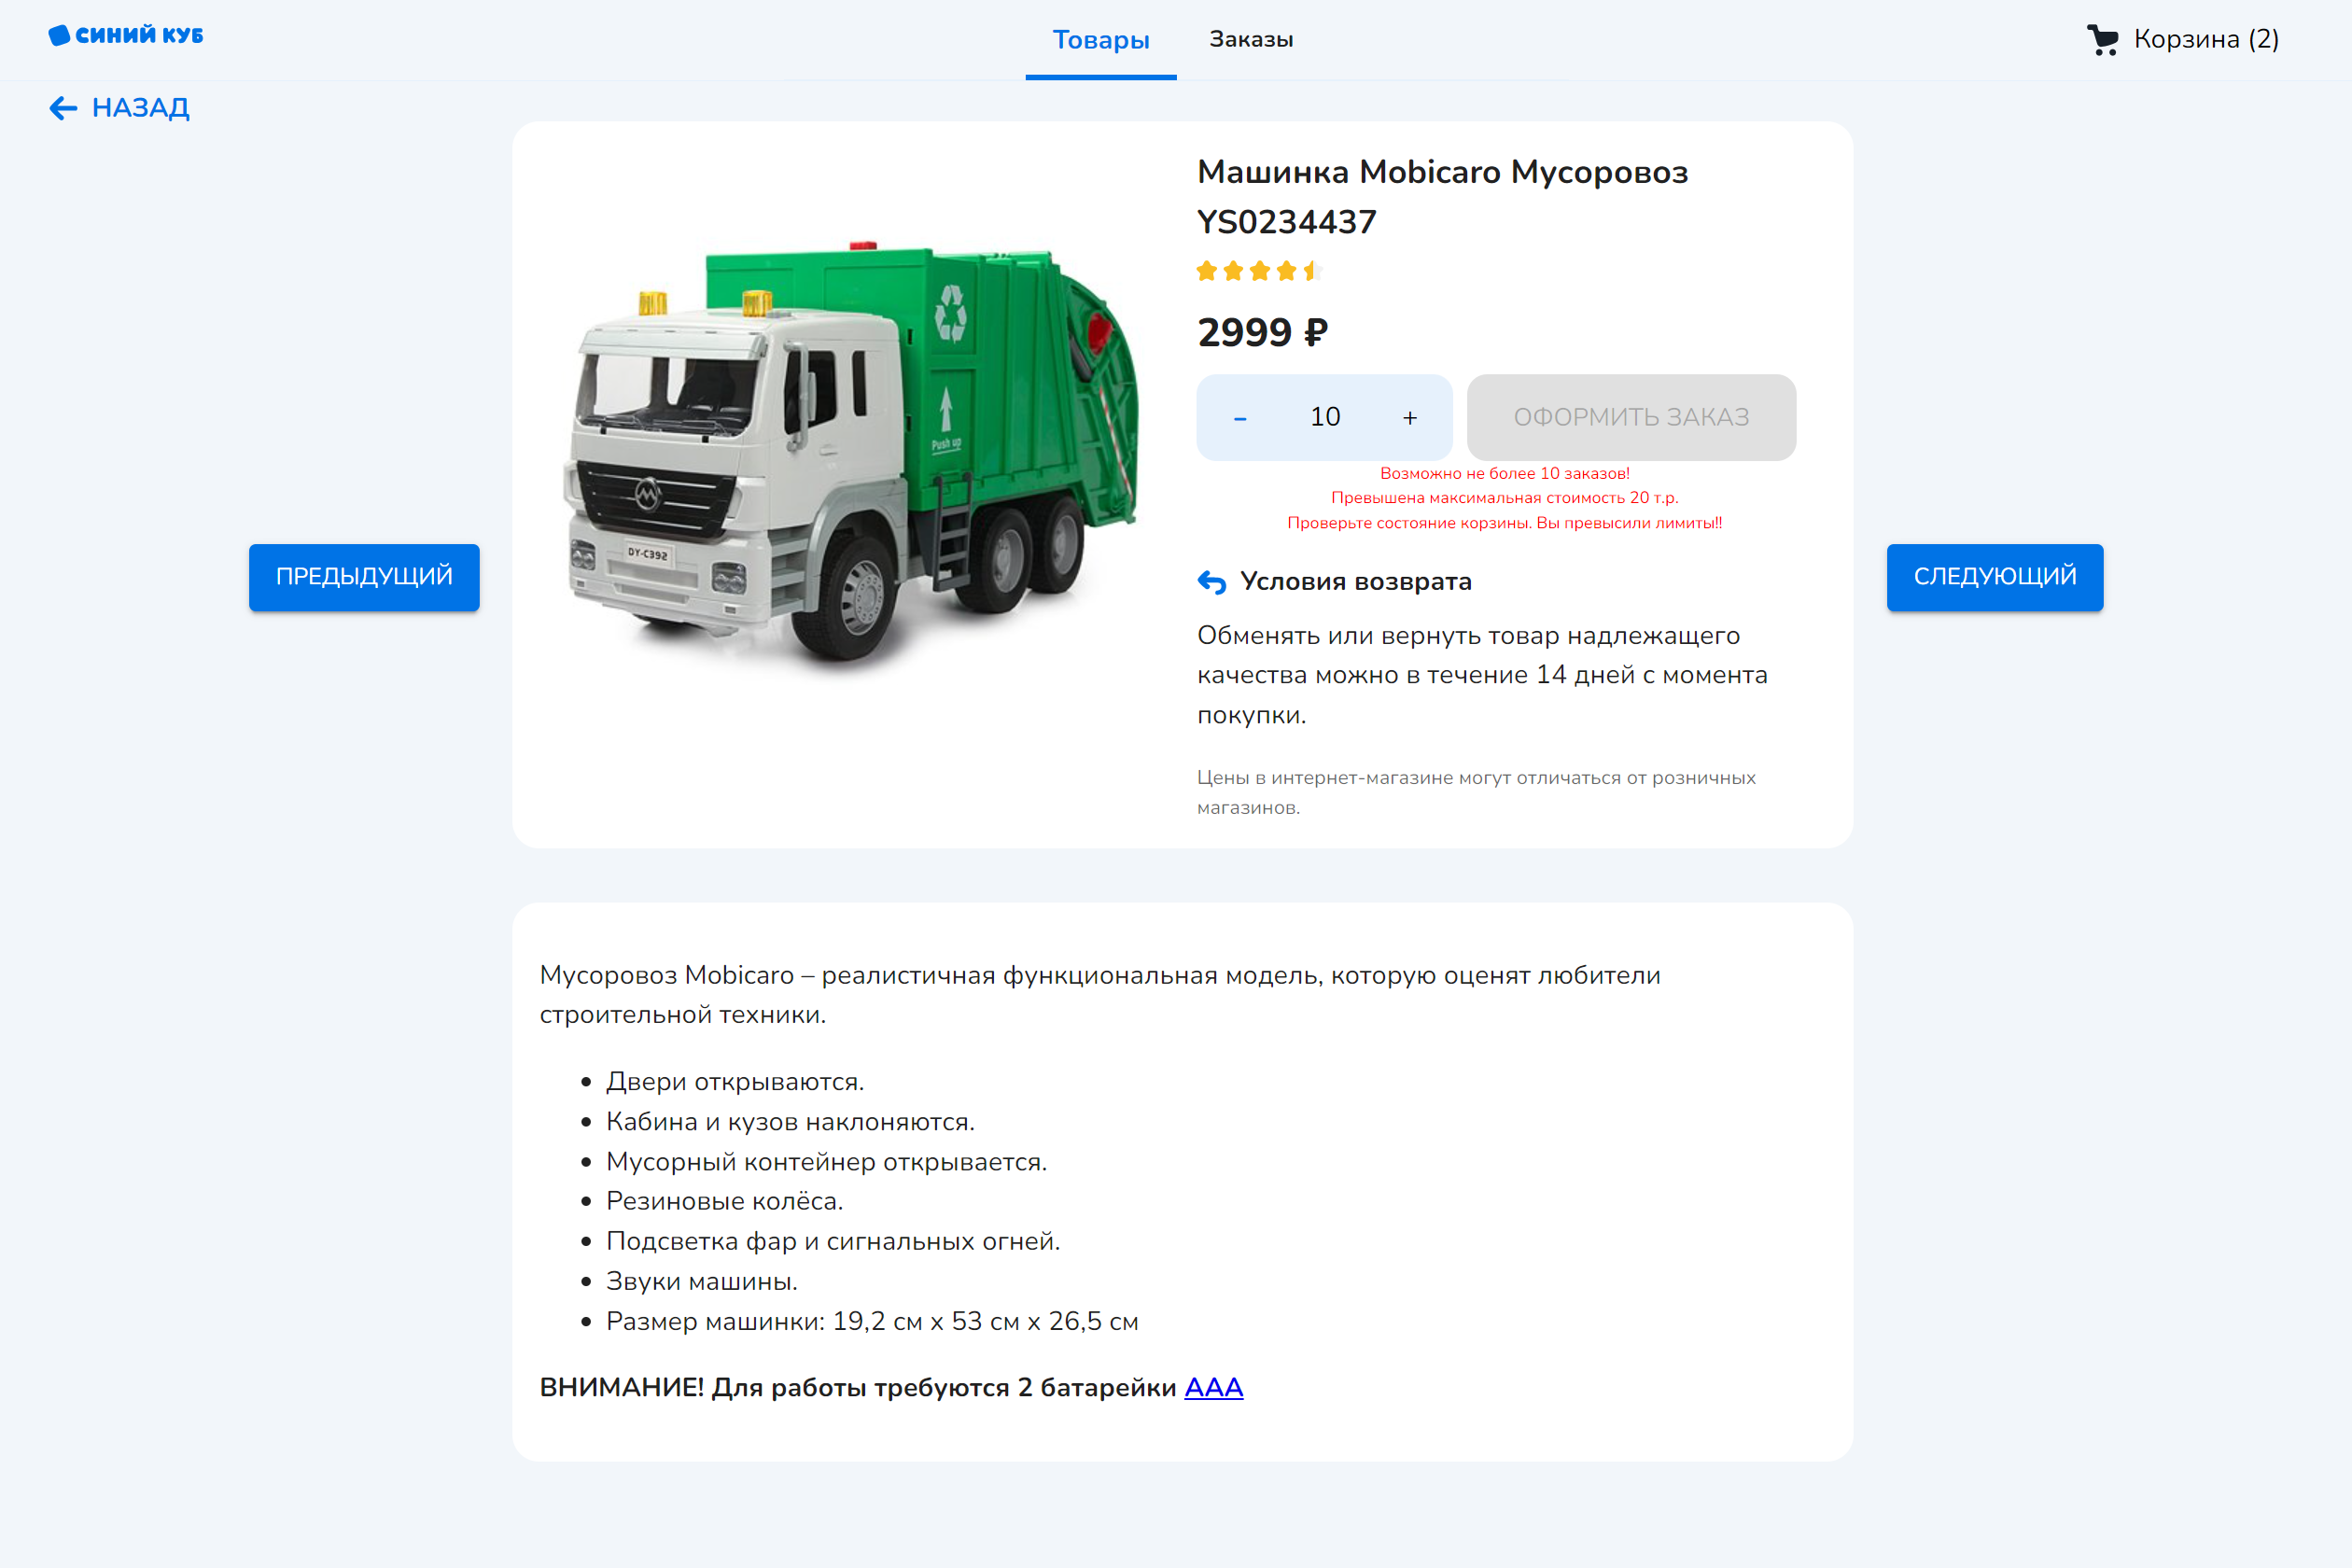 СИНИЙ КУБ
Товары
Заказы
Корзина (2)
НАЗАД
Машинка Mobicaro Мусоровоз
YS0234437
2999 ₽
- 10 +
ОФОРМИТЬ ЗАКАЗ
Возможно не более 10 заказов!
Превышена максимальная стоимость 20 т.р.
Проверьте состояние корзины. Вы превысили лимиты!!
Push up
DY-C392
ПРЕДЫДУЩИЙ
СЛЕДУЮЩИЙ
Условия возврата
Обменять или вернуть товар надлежащего
качества можно в течение 14 дней с момента
покупки.
Цены в интернет-магазине могут отличаться от розничных
магазинов.
Мусоровоз Mobicaro – реалистичная функциональная модель, которую оценят любители
строительной техники.
• Двери открываются.
• Кабина и кузов наклоняются.
• Мусорный контейнер открывается.
• Резиновые колёса.
• Подсветка фар и сигнальных огней.
• Звуки машины.
• Размер машинки: 19,2 см х 53 см х 26,5 см
ВНИМАНИЕ! Для работы требуются 2 батарейки ААА